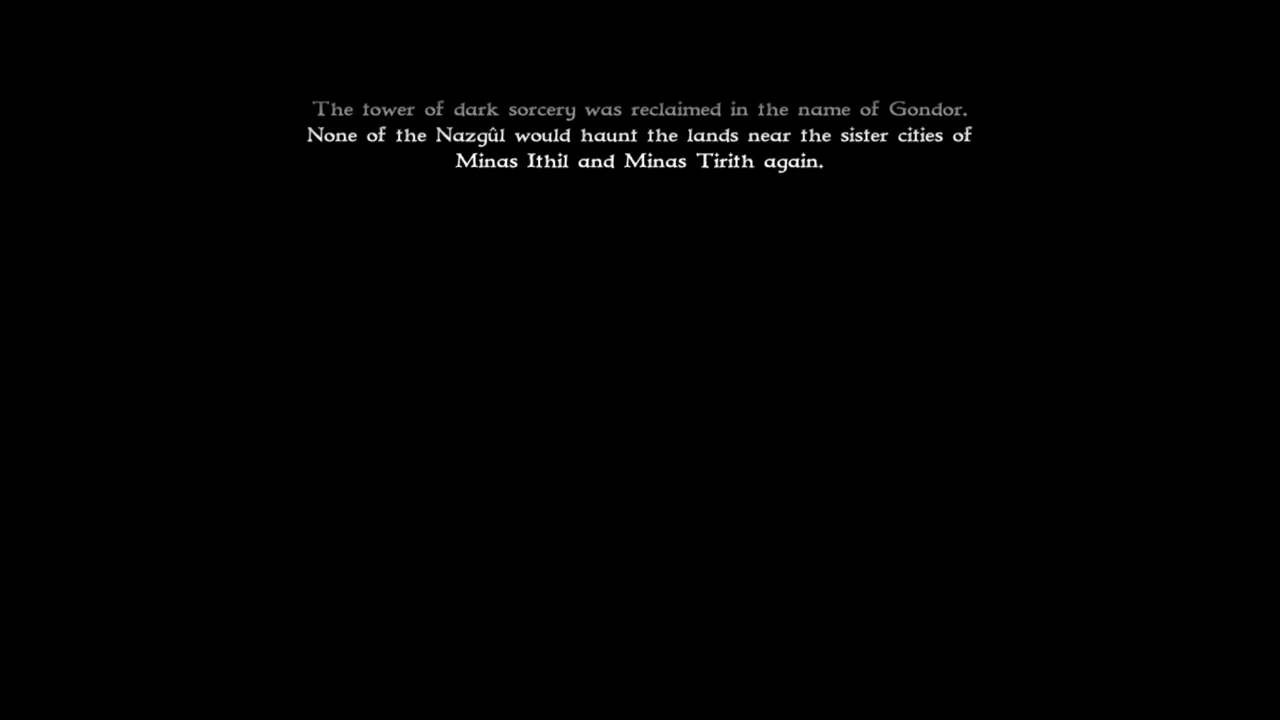 The tower of dark sorcery was reclaimed in the name of Gondor.
None of the Nazgûl would haunt the lands near the sister cities of
Minas Ithil and Minas Tirith again.